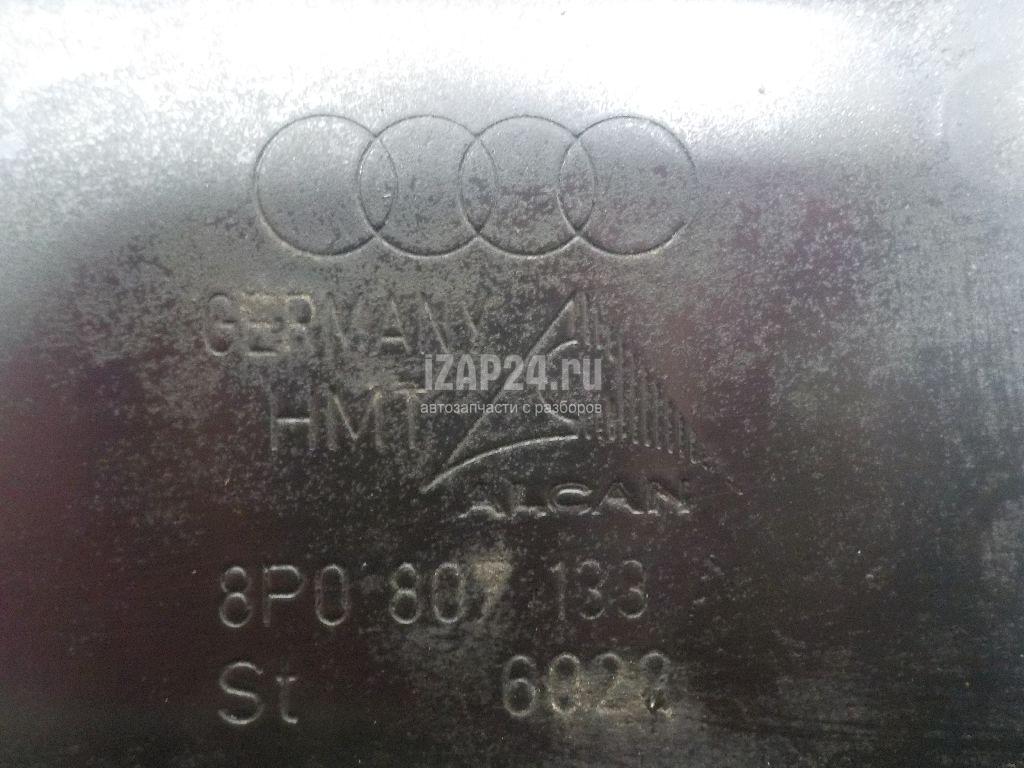 GERMANY
iZAP24.ru
автозапчасти с разборов
HMT
ALCAN
8P0 807 133
St